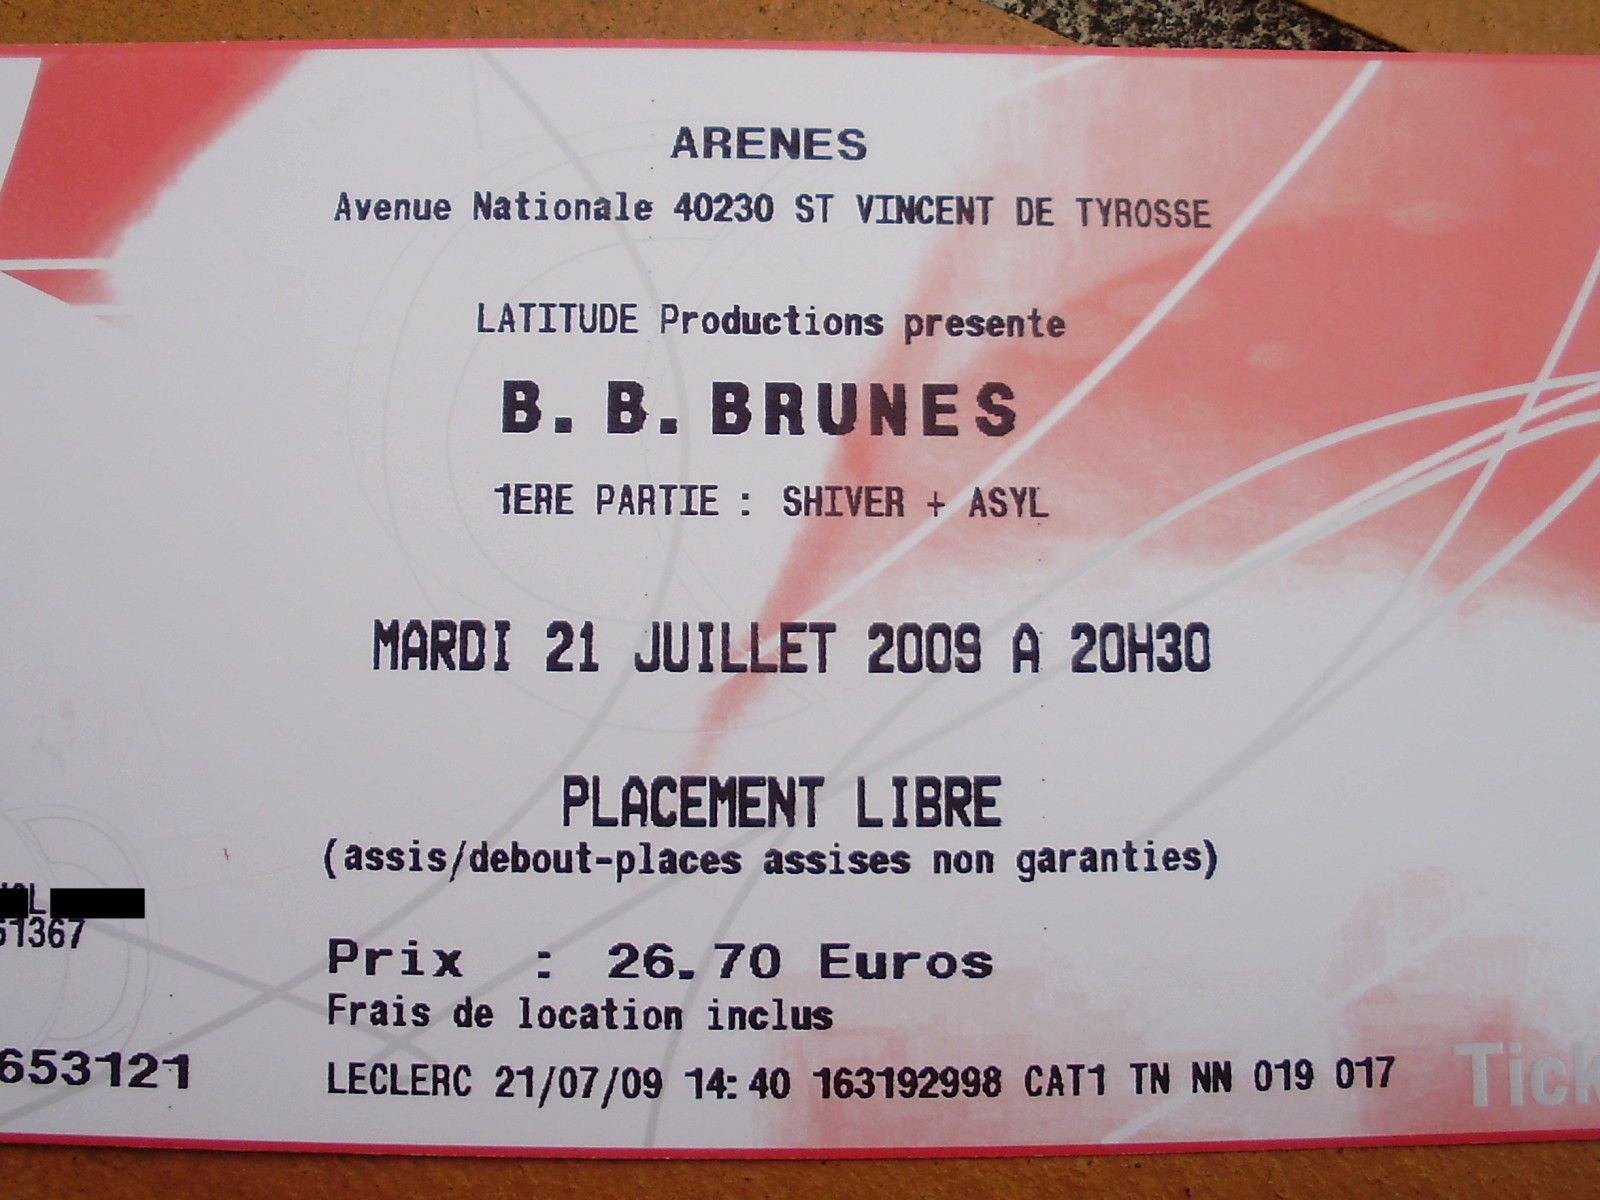 ARENES
Avenue Nationale 40230 ST VINCENT DE TYROSSE
LATITUDE Productions presente
B. B. BRUNES
1ERE PARTIE : SHIVER + ASYL
MARDI 21 JUILLET 2009 A 20H30
PLACEMENT LIBRE
(assis/debout-places assises non garanties)
51367
Prix : 26.70 Euros
Frais de location inclus
653121
LECLERC 21/07/09 14:40 163192998 CAT1 TN NN 019 017
Tick